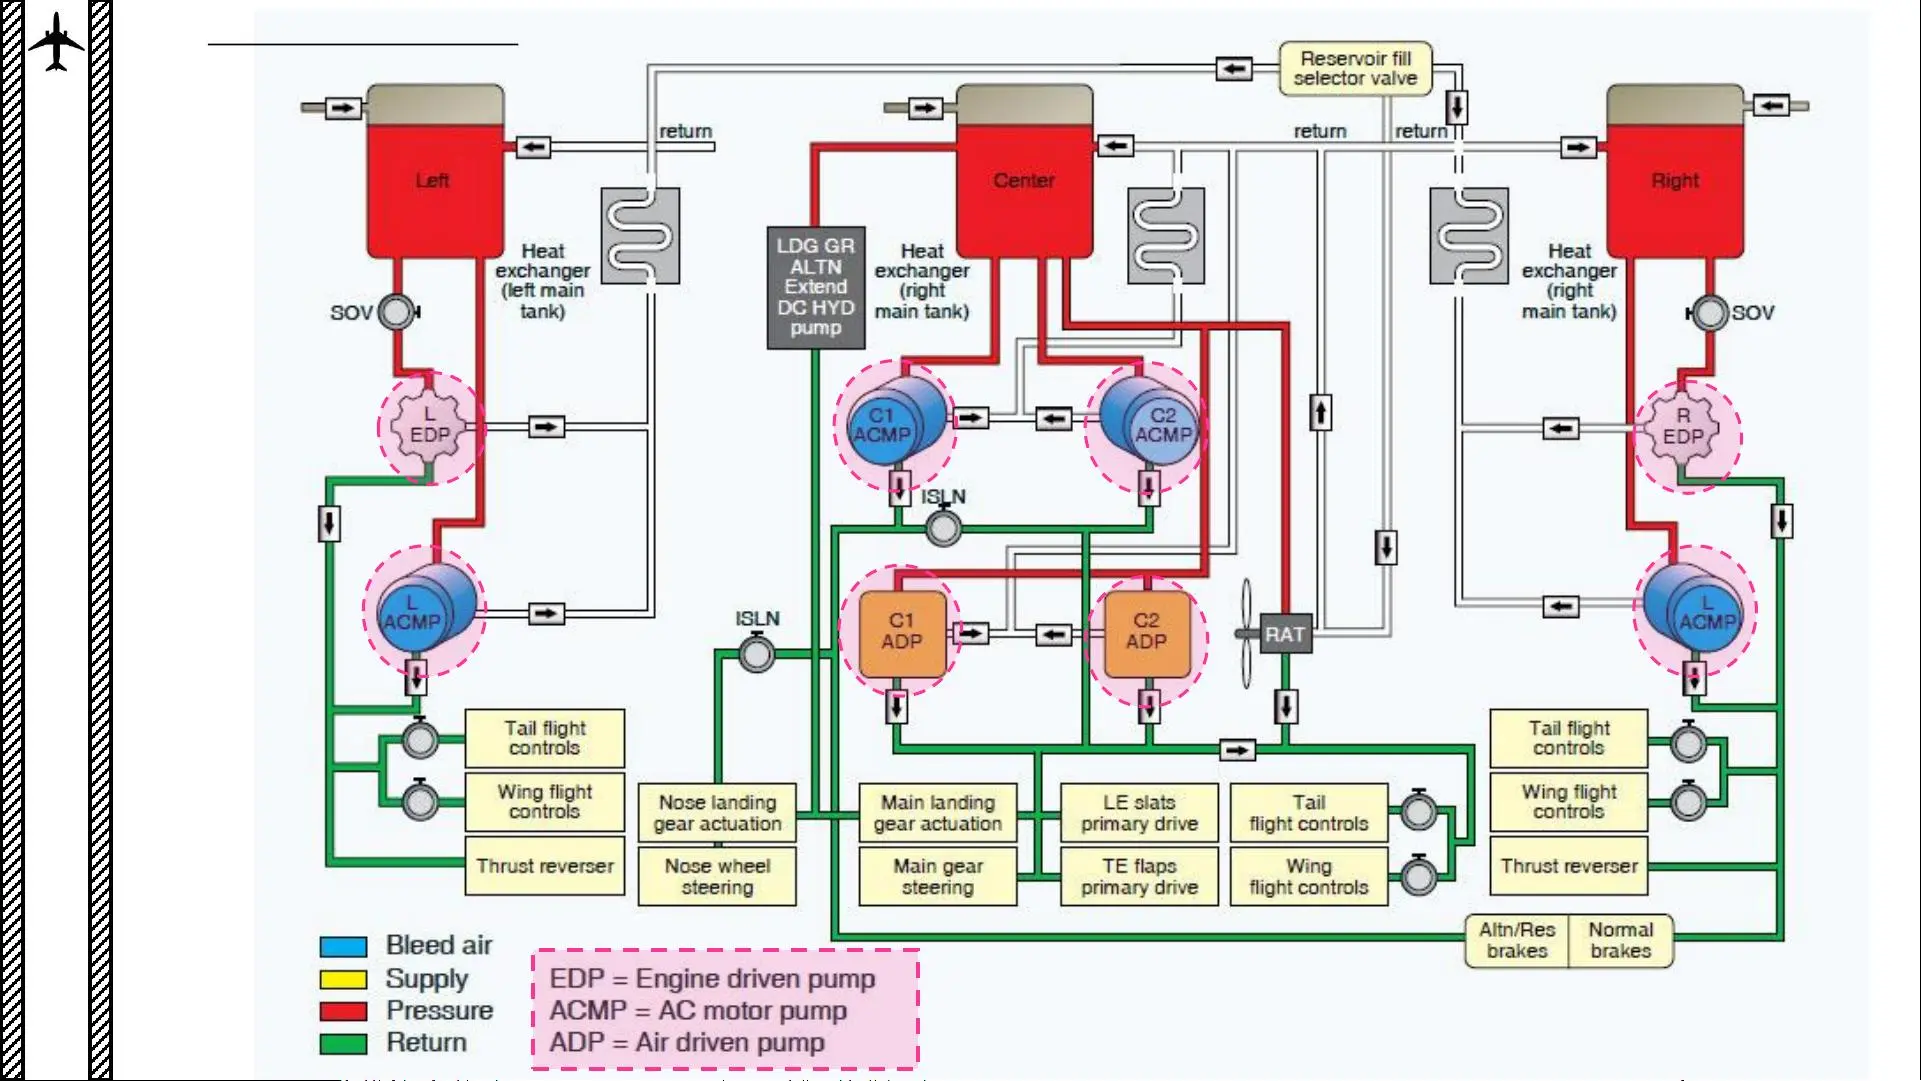 Reservoir fill
selector valve
return
return
return
Left
Center
Right
Heat
exchanger
(left main
tank)
LDG GR
ALTN
Extend
DC HYD
pump
Heat
exchanger
(right
main tank)
Heat
exchanger
(right
main tank)
SOV
SOV
L
EDP
C1
ACMP
C2
ACMP
R
EDP
ISLN
L
ACMP
ISLN
C1
ADP
C2
ADP
RAT
L
ACMP
Tail flight
controls
Wing flight
controls
Thrust reverser
Nose landing
gear actuation
Nose wheel
steering
Main landing
gear actuation
Main gear
steering
LE slats
primary drive
TE flaps
primary drive
Tail
flight controls
Wing
flight controls
Tail flight
controls
Wing flight
controls
Thrust reverser
Altn/Res
brakes
Normal
brakes
Bleed air
Supply
Pressure
Return
EDP = Engine driven pump
ACMP = AC motor pump
ADP = Air driven pump